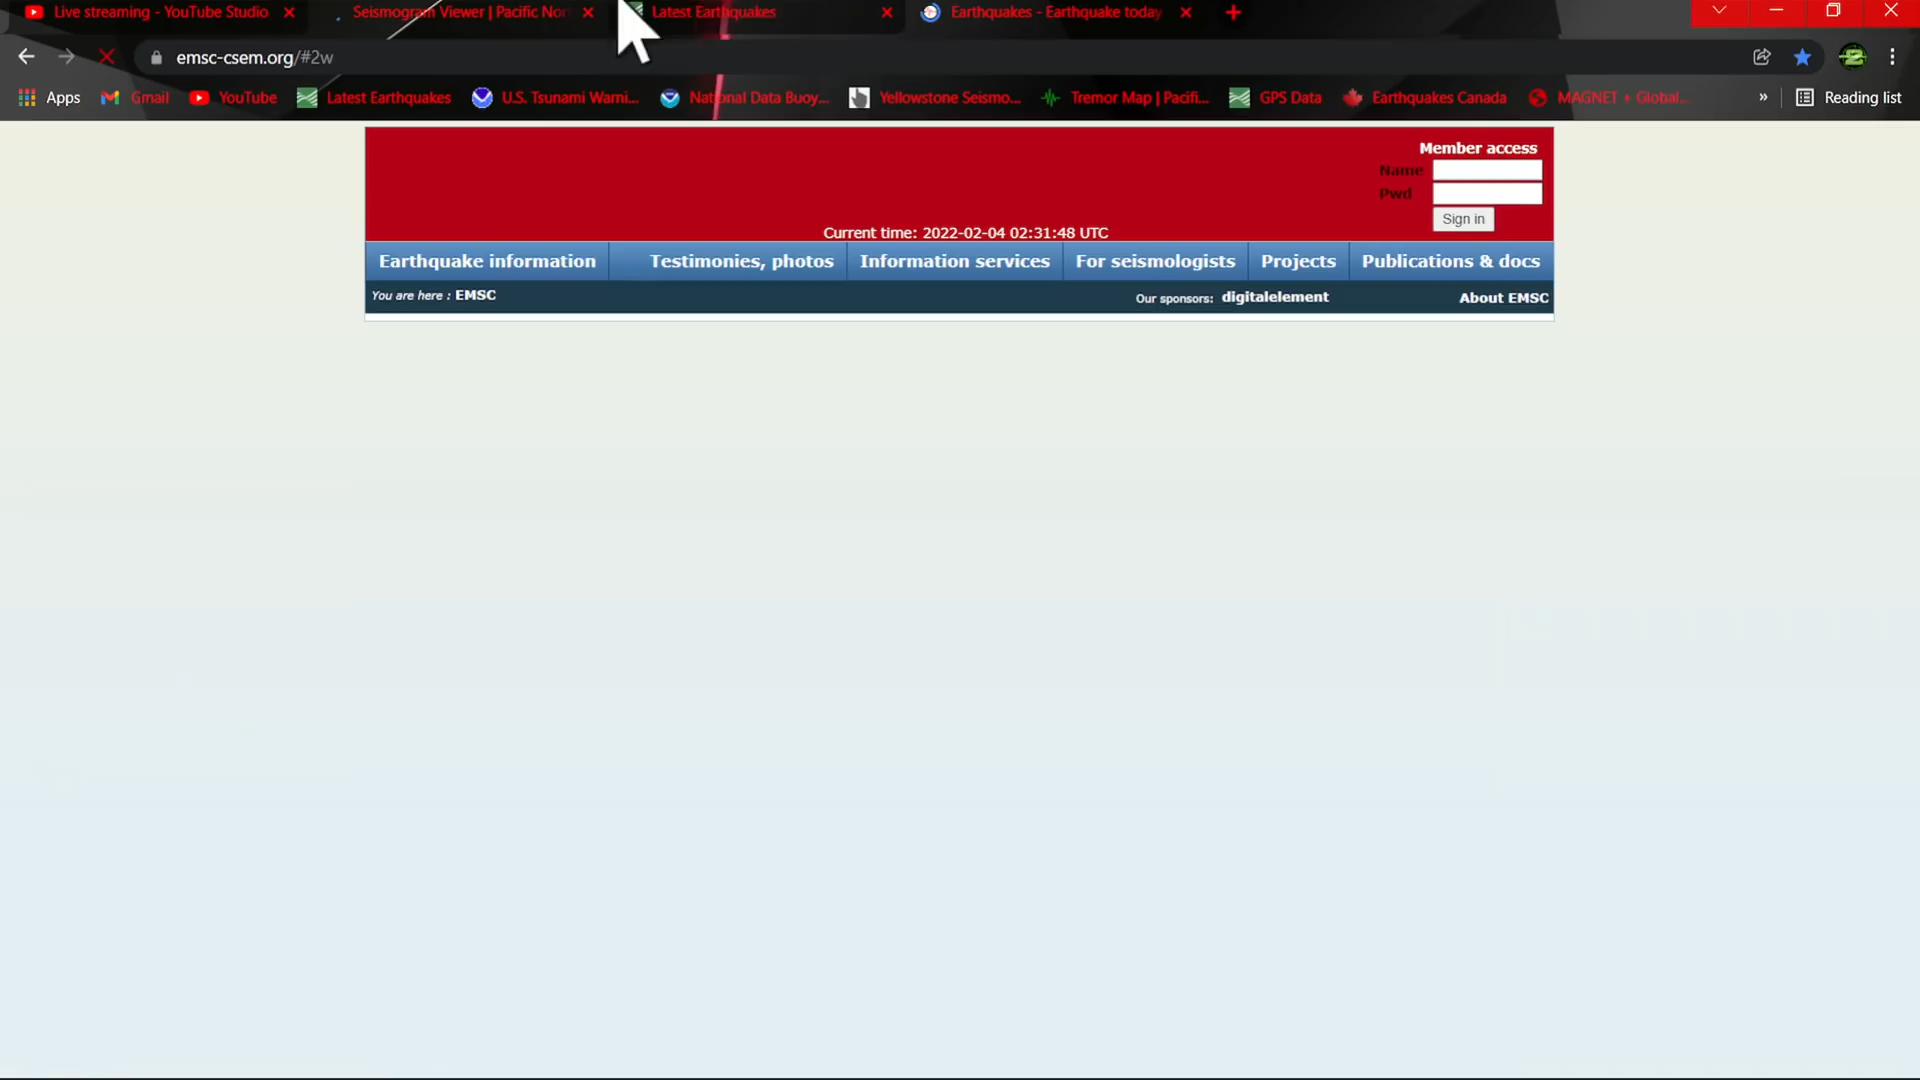 Live streaming - YouTube Studio
Seismogram Viewer | Pacific Nor
Latest Earthquakes
Earthquakes - Earthquake today
emsc-csem.org/#2w
Apps
Gmail
YouTube
Latest Earthquakes
U.S. Tsunami Warni...
National Data Buoy...
Yellowstone Seismo...
Tremor Map | Pacifi...
GPS Data
Earthquakes Canada
MAGNET + Global...
»
Reading list
Member access
Name
Pwd
Sign in
Current time: 2022-02-04 02:31:48 UTC
Earthquake information
Testimonies, photos
Information services
For seismologists
Projects
Publications & docs
You are here : EMSC
Our sponsors: digitalelement
About EMSC